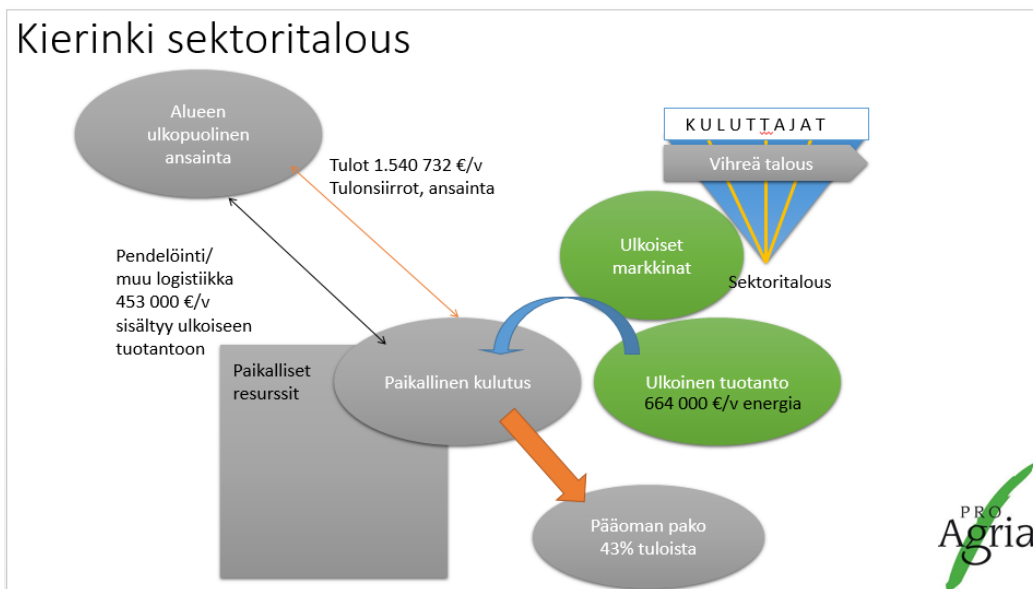 Kierinki sektoritalous
Alueen
ulkopuolinen
ansainta
Tulot 1.540 732 €/v
Tulonsiirrot, ansainta
K U L U T T A J A T
Vihreä talous
Ulkoiset
markkinat
Sektoritalous
Pendelöinti/
muu logistiikka
453 000 €/v
sisältyy ulkoiseen
tuotantoon
Paikalliset
resurssit
Paikallinen kulutus
Ulkoinen tuotanto
664 000 €/v energia
Pääoman pako
43% tuloista
PRO
Agria